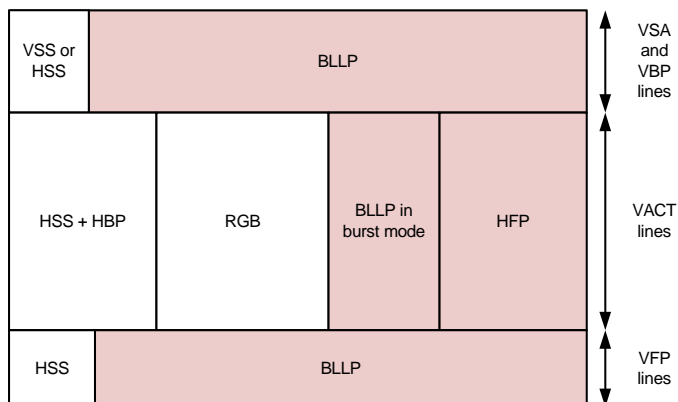 VSS or
HSS
BLLP
VSA
and
VBP
lines
HSS + HBP
RGB
BLLP in
burst mode
HFP
VACT
lines
HSS
BLLP
VFP
lines